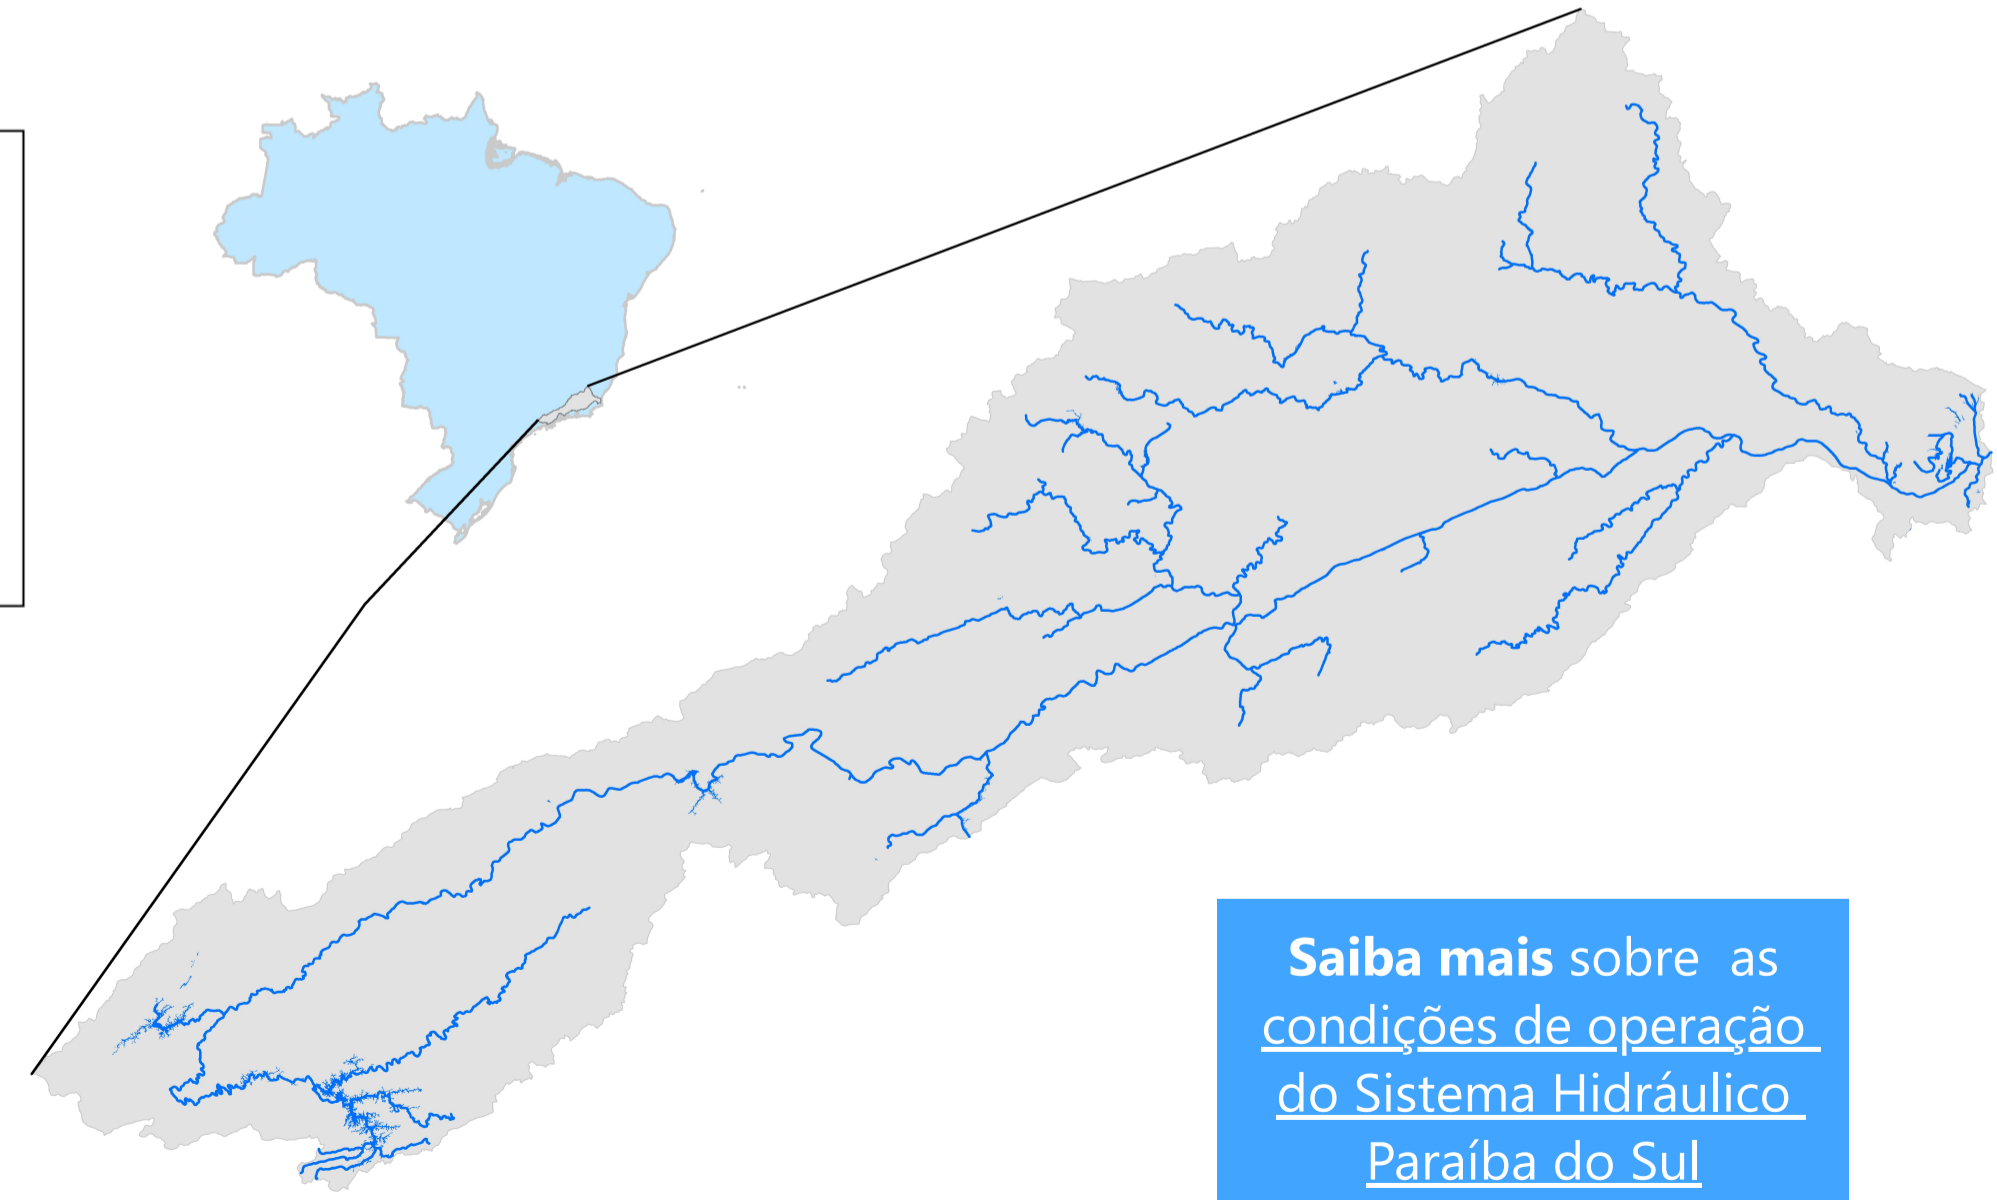 Saiba mais sobre as
condições de operação
do Sistema Hidráulico
Paraíba do Sul